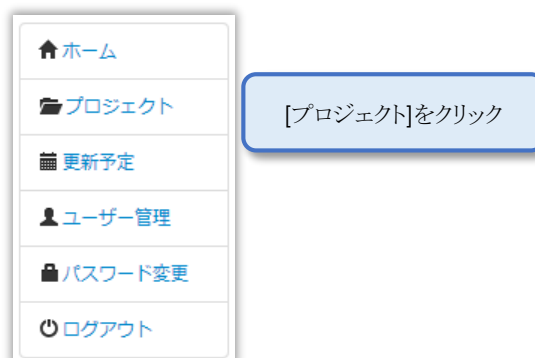 ホーム
プロジェクト
[プロジェクト]をクリック
更新予定
ユーザー管理
パスワード変更
ログアウト